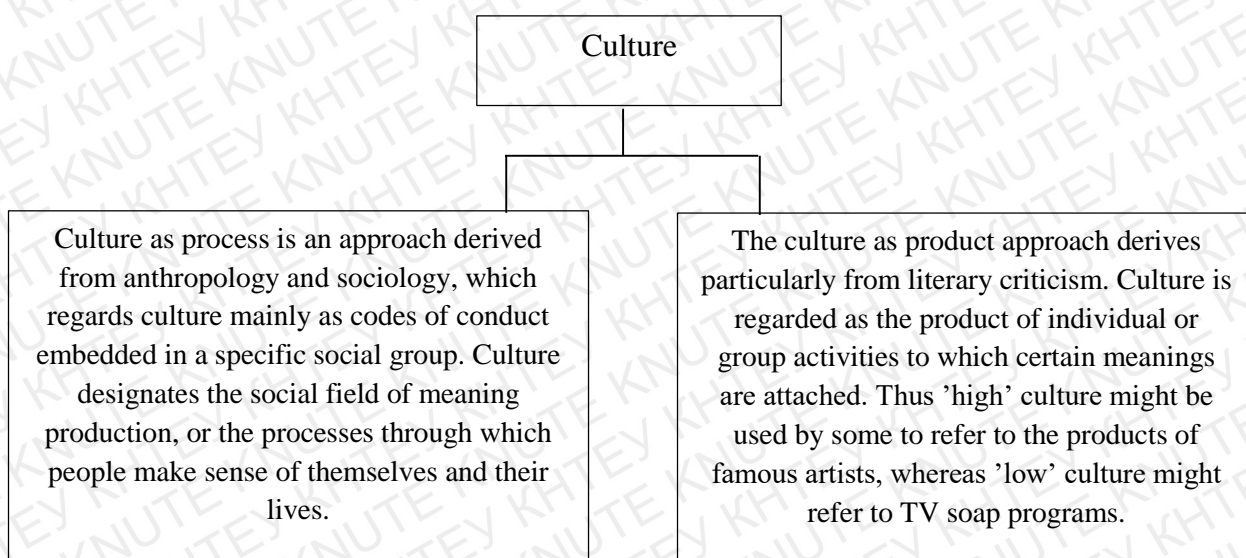 Culture
Culture as process is an approach derived
from anthropology and sociology, which
regards culture mainly as codes of conduct
embedded in a specific social group. Culture
designates the social field of meaning
production, or the processes through which
people make sense of themselves and their
lives.
The culture as product approach derives
particularly from literary criticism. Culture is
regarded as the product of individual or
group activities to which certain meanings
are attached. Thus ’high’ culture might be
used by some to refer to the products of
famous artists, whereas ’low’ culture might
refer to TV soap programs.